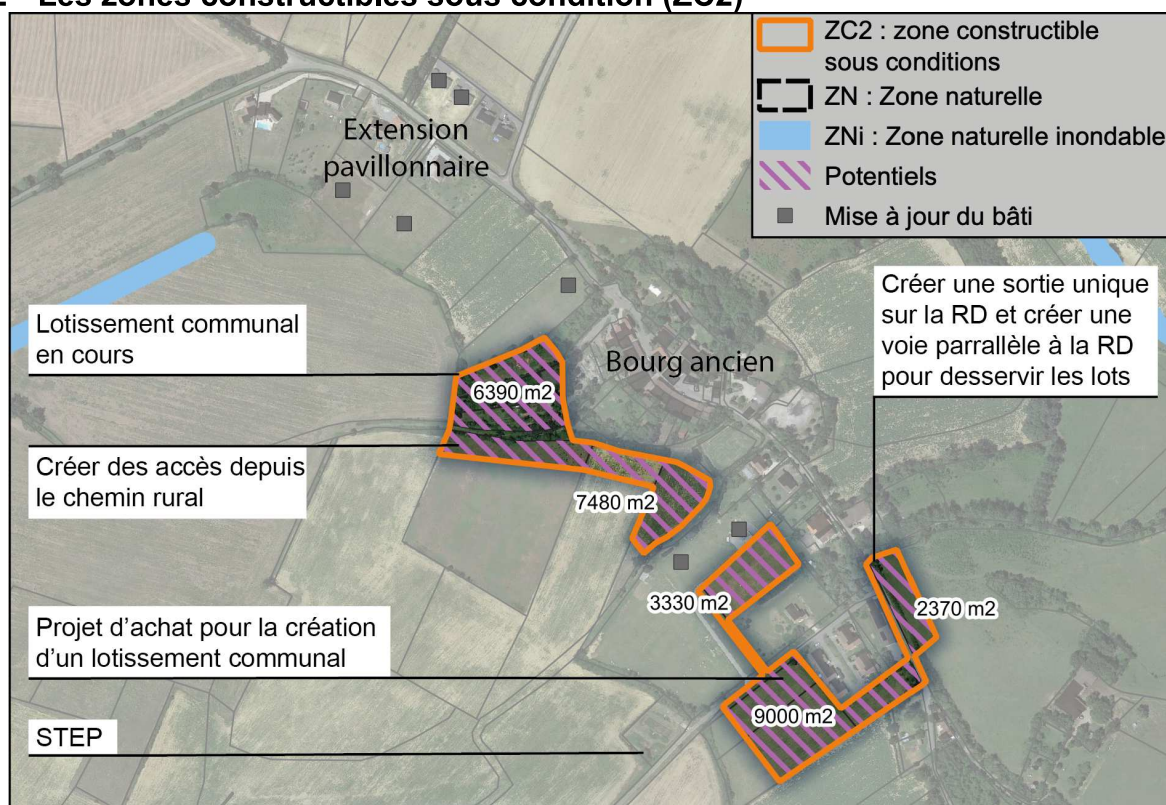 Les zones constructibles sous condition (ZC2)
ZC2 : zone constructible
sous conditions
ZN : Zone naturelle
ZNi : Zone naturelle inondable
Potentiels
Mise à jour du bâti
Extension
pavillonnaire
Créer une sortie unique
sur la RD et créer une
voie parrallèle à la RD
pour desservir les lots
Lotissement communal
en cours
Bourg ancien
6390 m2
Créer des accès depuis
le chemin rural
7480 m2
3330 m2
2370 m2
Projet d’achat pour la création
d’un lotissement communal
9000 m2
STEP